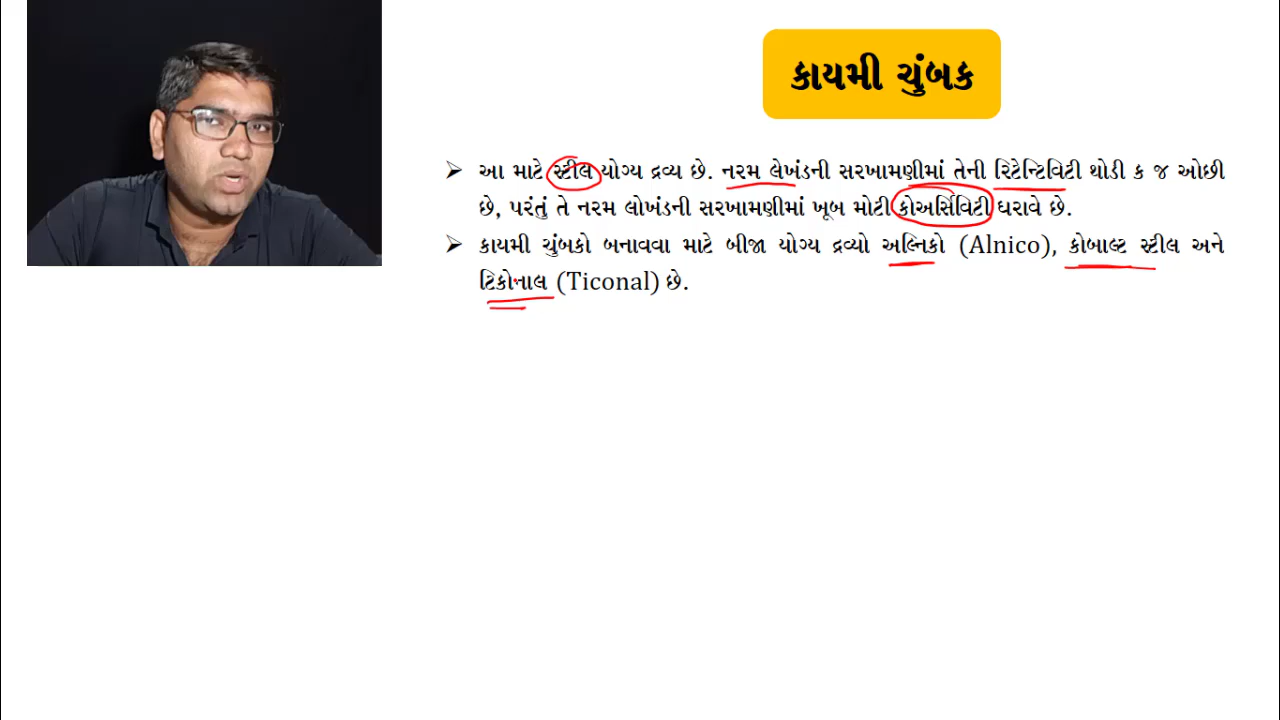 કાયમી ચુંબક
➢ આ માટે સ્ટીલ યોગ્ય દ્રવ્ય છે. નરમ લેખંડની સરખામણીમાં તેની રિટેન્ટિવિટી થોડી ક જ ઓછી
છે, પરંતું તે નરમ લોખંડની સરખામણીમાં ખૂબ મોટી કોઅર્સિવિટી ઘરાવે છે.
➢ કાયમી ચુંબકો બનાવવા માટે બીજા યોગ્ય દ્રવ્યો અલ્નિકો (Alnico), કોબાલ્ટ સ્ટીલ અને
ટિકોનાલ (Ticonal) છે.